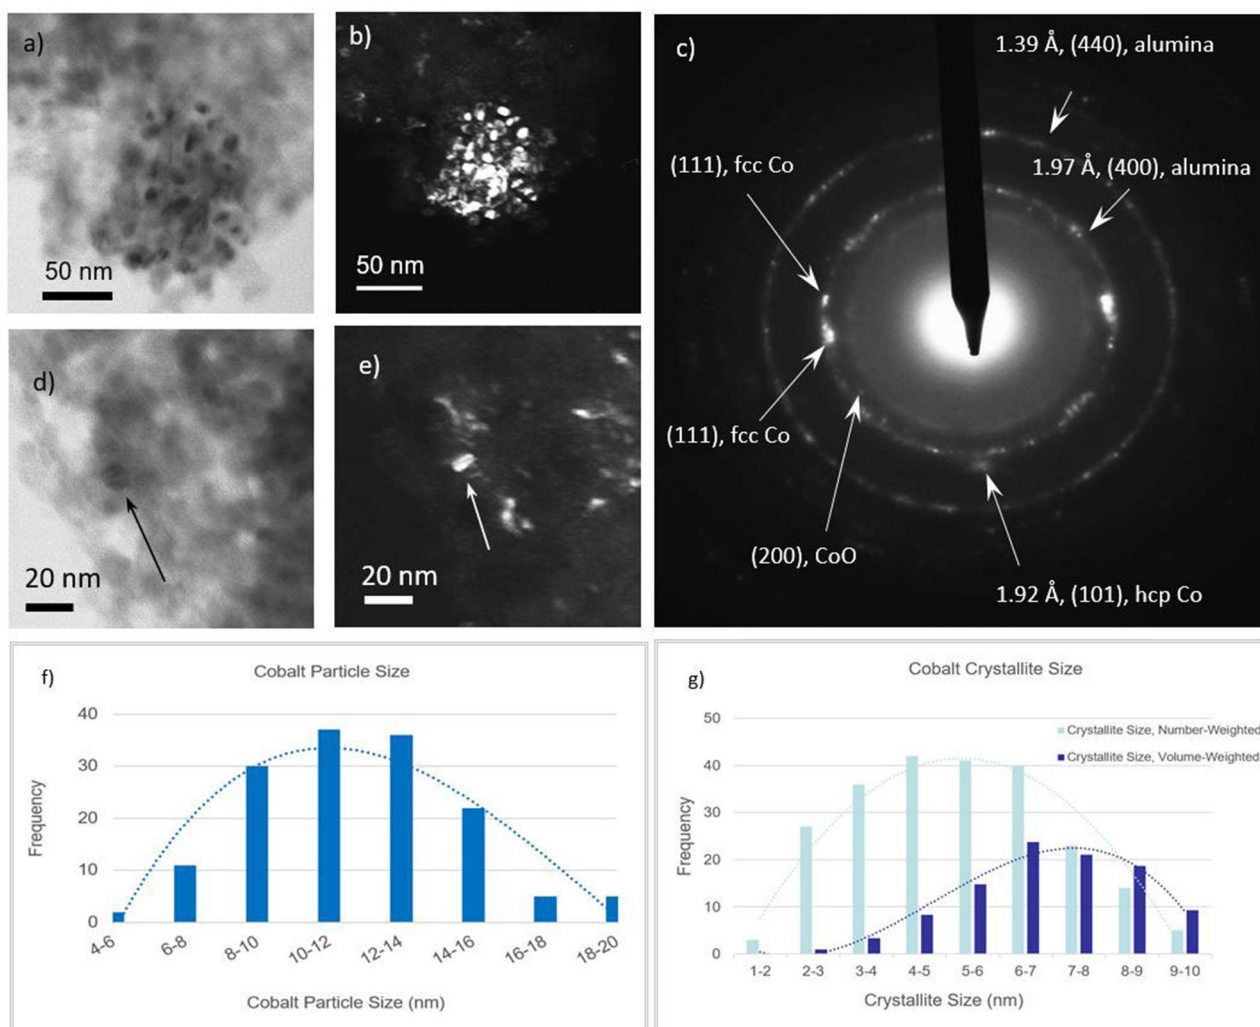 a)
50 nm
b)
50 nm
c)
1.39 Å, (440), alumina
1.97 Å, (400), alumina
(111), fcc Co
(111), fcc Co
(200), CoO
1.92 Å, (101), hcp Co
d)
20 nm
e)
20 nm
f)
Cobalt Particle Size
Frequency
40
30
20
10
0
4-6
6-8
8-10
10-12
12-14
14-16
16-18
18-20
Cobalt Particle Size (nm)
g)
Cobalt Crystallite Size
Frequency
50
40
30
20
10
0
Crystallite Size, Number-Weighted
Crystallite Size, Volume-Weighted
1-2
2-3
3-4
4-5
5-6
6-7
7-8
8-9
9-10
Crystallite Size (nm)